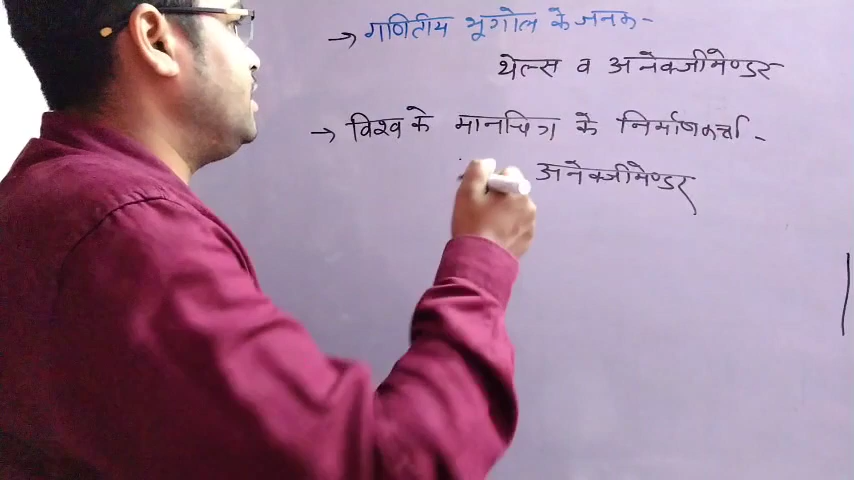 → गणितीय भूगोल के जनक -
थेल्स व अनेक्जीमेण्डर
→ विश्व के मानचित्र के निर्माणकर्त्ता -
अनेक्जीमेण्डर